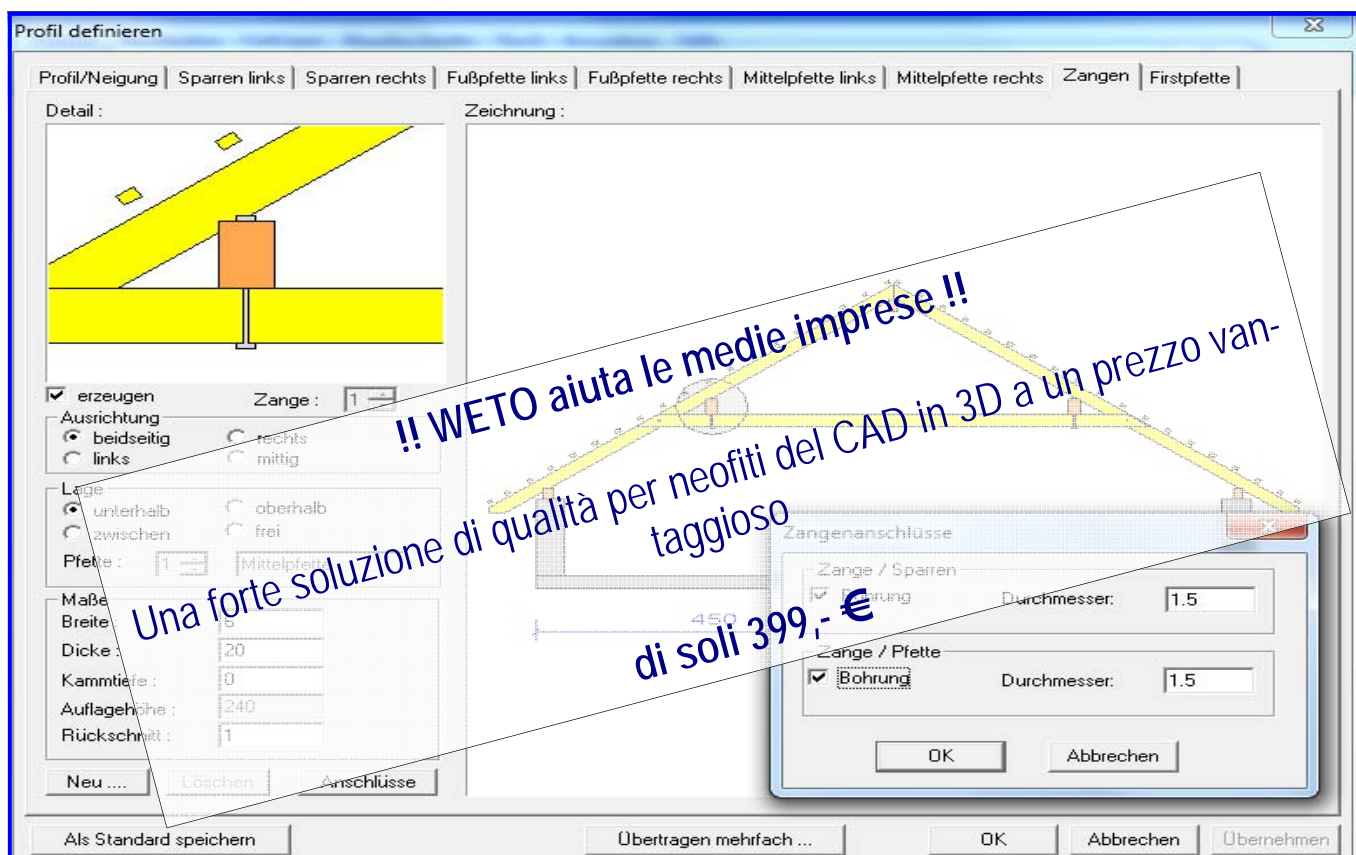 Profil definieren
Profil/Neigung Sparren links Sparren rechts Fußpfette links Fußpfette rechts Mittelpfette links Mittelpfette rechts Zangen Firstpfette
Detail :
Zeichnung :
erzeugen Zange : 1
Ausrichtung
beidseitig rechts
links mittig
Lage
unterhalb oberhalb
zwischen frei
Pfette : 1 Mittelpfette
Maße
Breite :
Dicke : 20
Kammtiefe : 0
Auflagehöhe : 240
Rückschnitt : 1
Neu .... Löschen Anschlüsse
!! WETO aiuta le medie imprese !!
Una forte soluzione di qualità per neofiti del CAD in 3D a un prezzo van-
taggioso
di soli 399,- €
450
Zangenanschlüsse
Zange / Sparren
Bohrung Durchmesser: 1.5
Zange / Pfette
Bohrung Durchmesser: 1.5
OK Abbrechen
Als Standard speichern Übertragen mehrfach ... OK Abbrechen Übernehmen